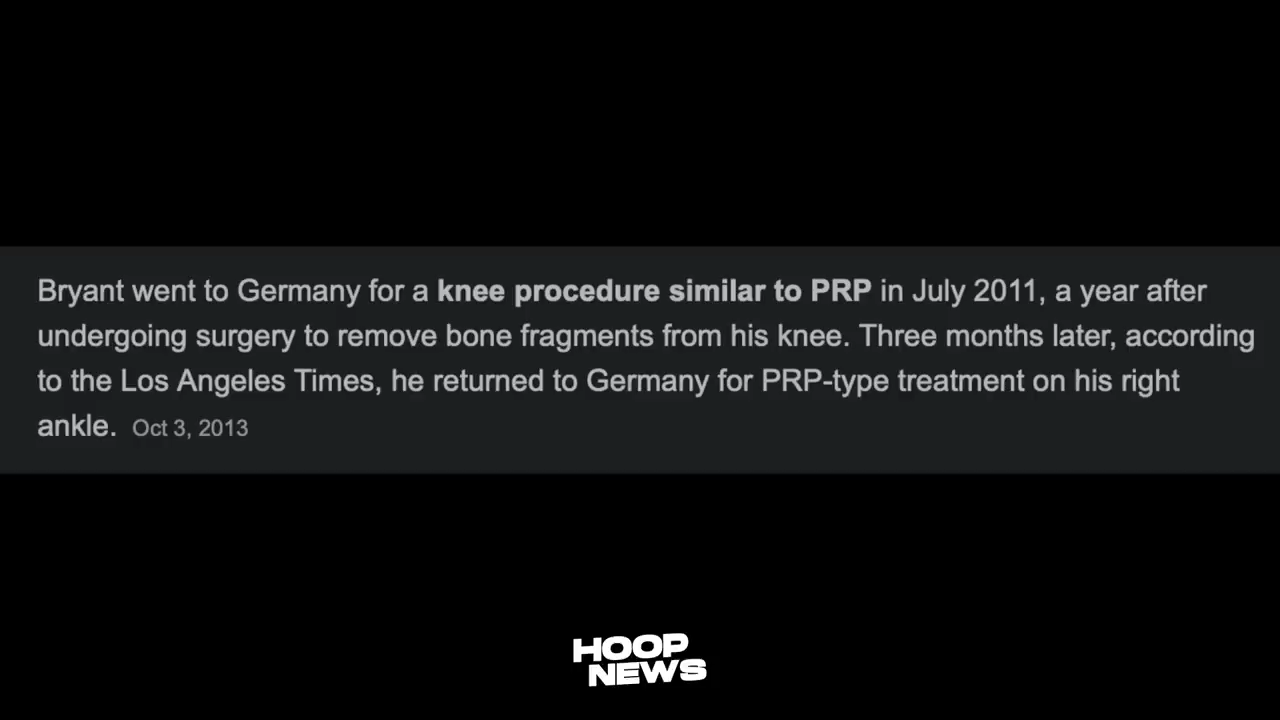 Bryant went to Germany for a knee procedure similar to PRP in July 2011, a year after
undergoing surgery to remove bone fragments from his knee. Three months later, according
to the Los Angeles Times, he returned to Germany for PRP-type treatment on his right
ankle. Oct 3, 2013
HOOP
NEWS